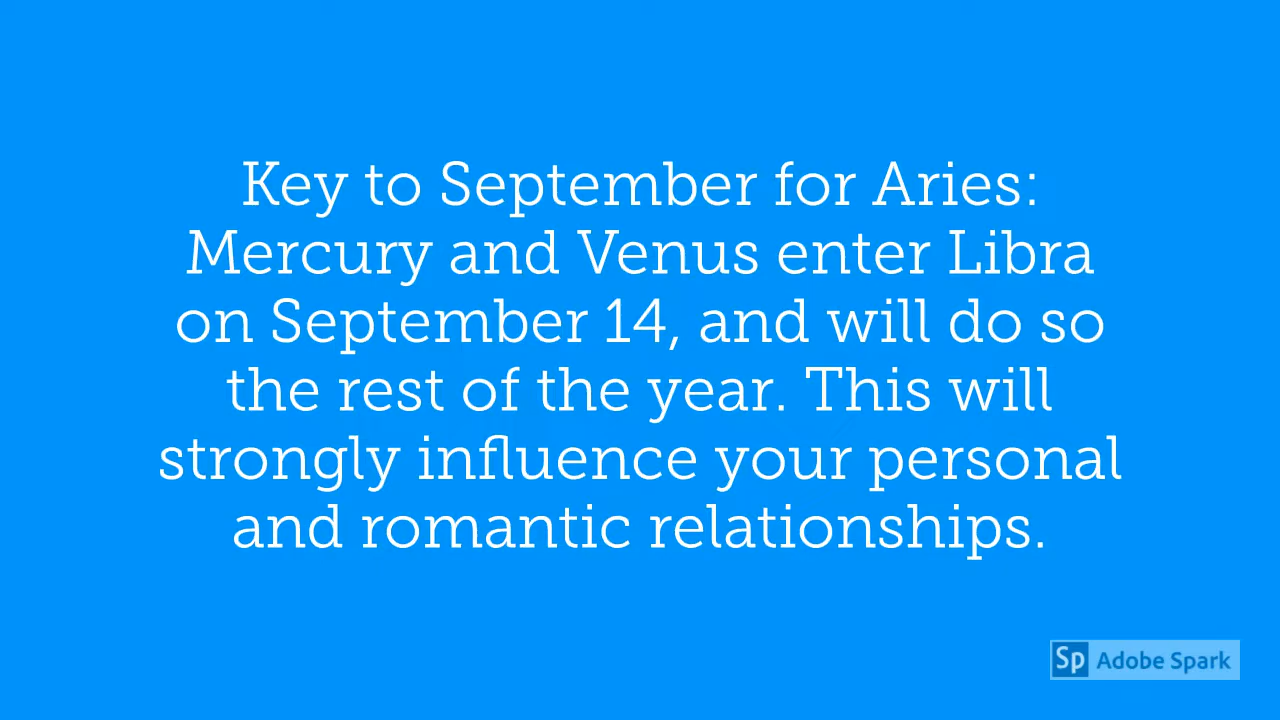 Key to September for Aries:
Mercury and Venus enter Libra
on September 14, and will do so
the rest of the year. This will
strongly influence your personal
and romantic relationships.
Sp Adobe Spark